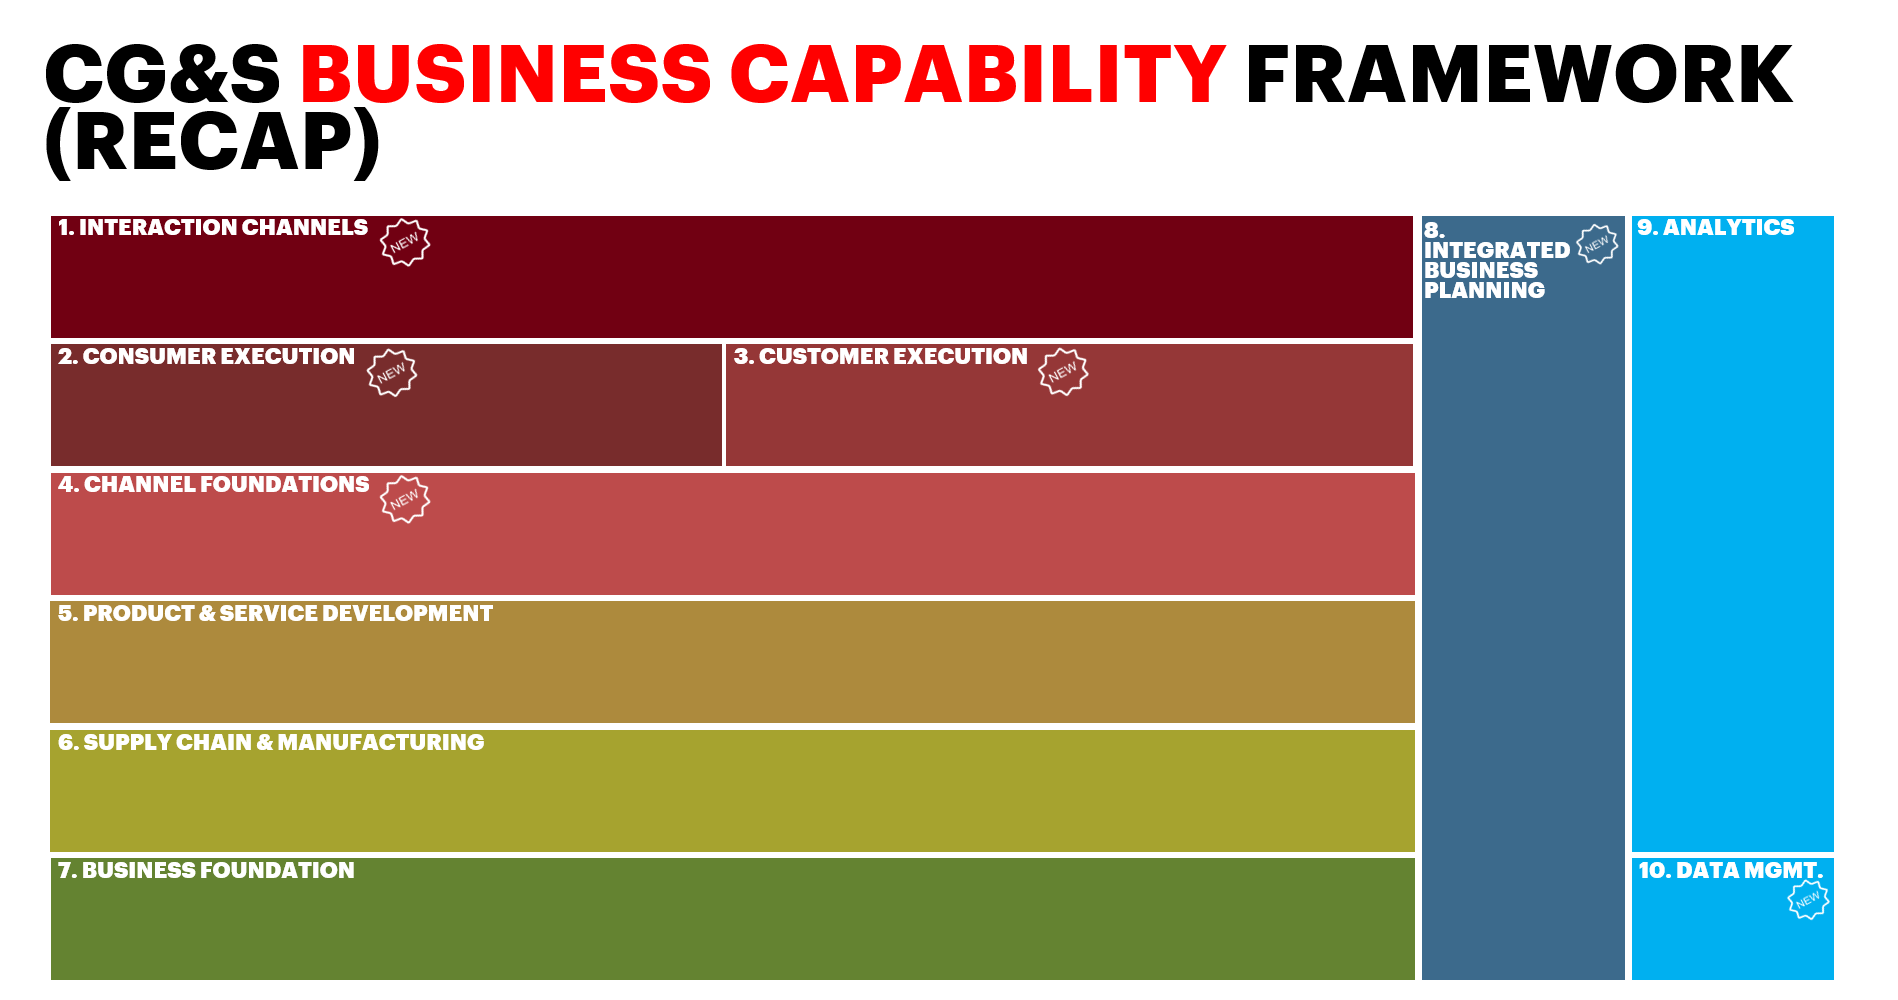 CG&S BUSINESS CAPABILITY FRAMEWORK
(RECAP)
1. INTERACTION CHANNELS
NEW
2. CONSUMER EXECUTION
NEW
3. CUSTOMER EXECUTION
NEW
4. CHANNEL FOUNDATIONS
NEW
5. PRODUCT & SERVICE DEVELOPMENT
6. SUPPLY CHAIN & MANUFACTURING
7. BUSINESS FOUNDATION
8.
INTEGRATED
BUSINESS
PLANNING
NEW
9. ANALYTICS
10. DATA MGMT.
NEW